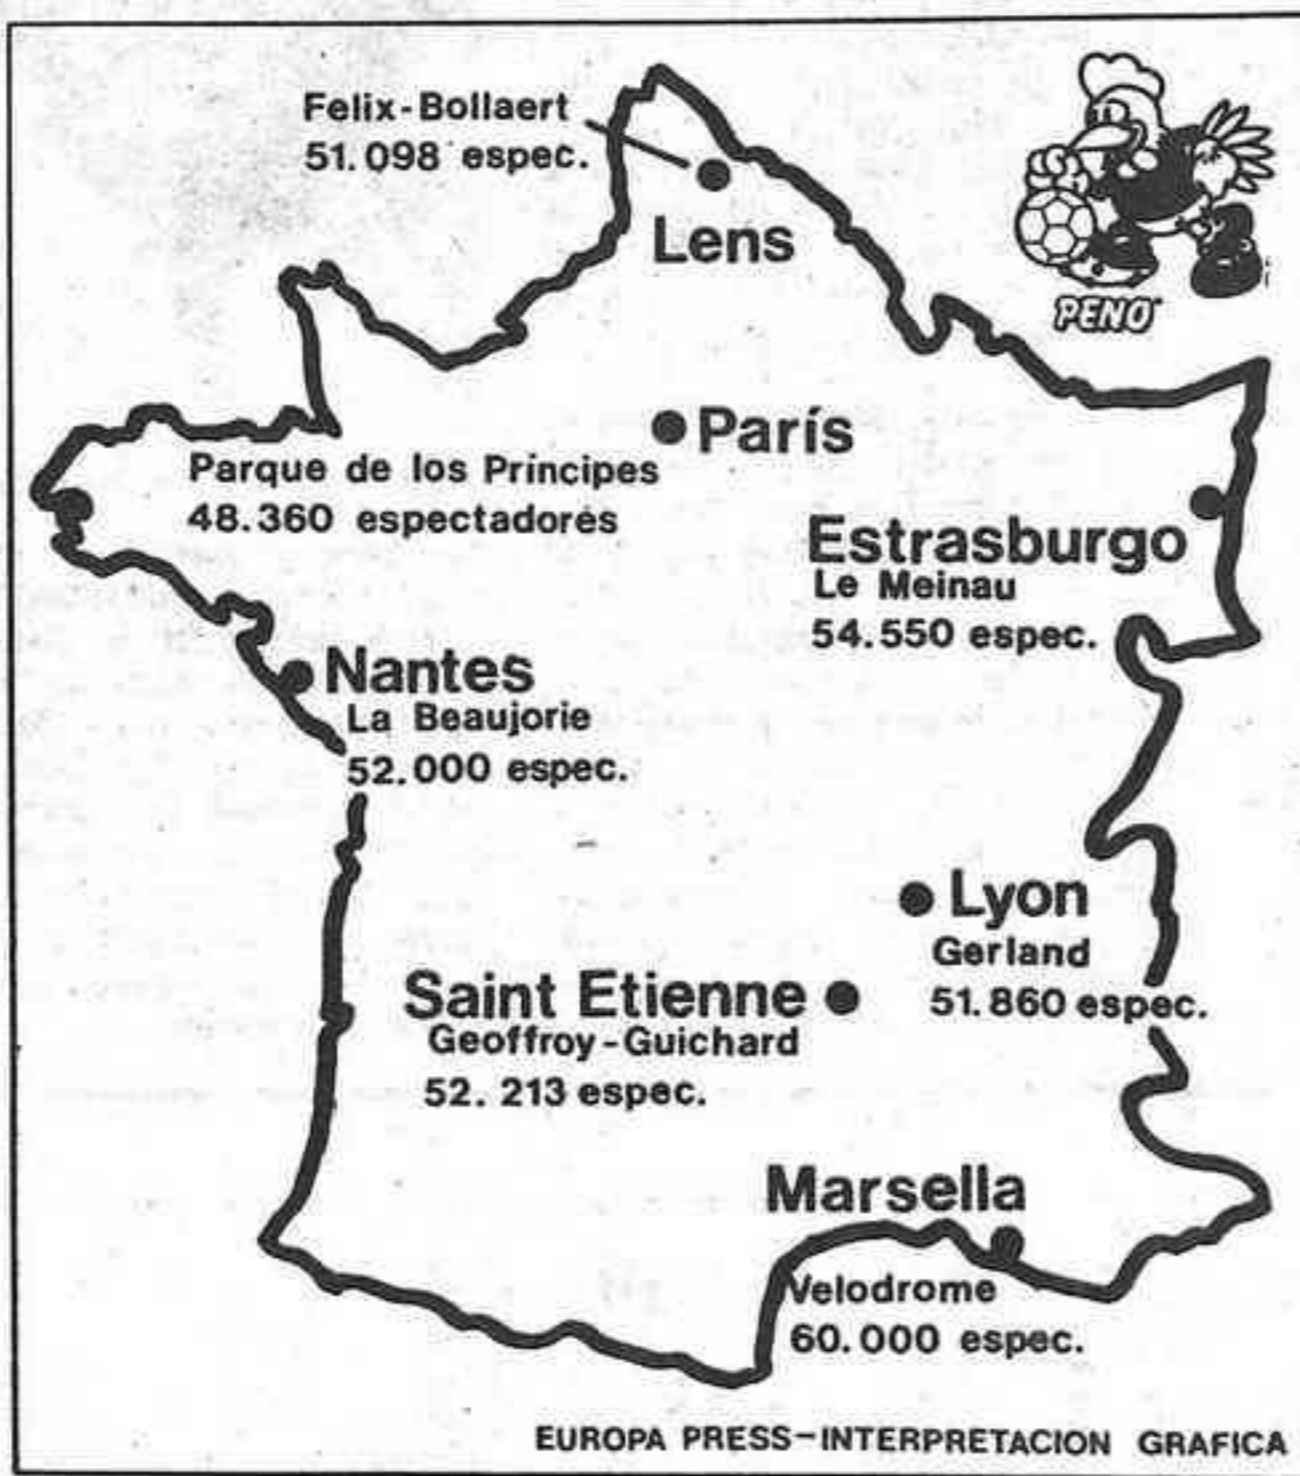 Felix-Bollaert
51.098 espec.
Lens
PENO
París
Parque de los Príncipes
48.360 espectadores
Estrasburgo
Le Meinau
54.550 espec.
Nantes
La Beaujorie
52.000 espec.
Lyon
Gerland
51.860 espec.
Saint Etienne
Geoffroy-Guichard
52. 213 espec.
Marsella
Velodrome
60.000 espec.
EUROPA PRESS-INTERPRETACION GRAFICA